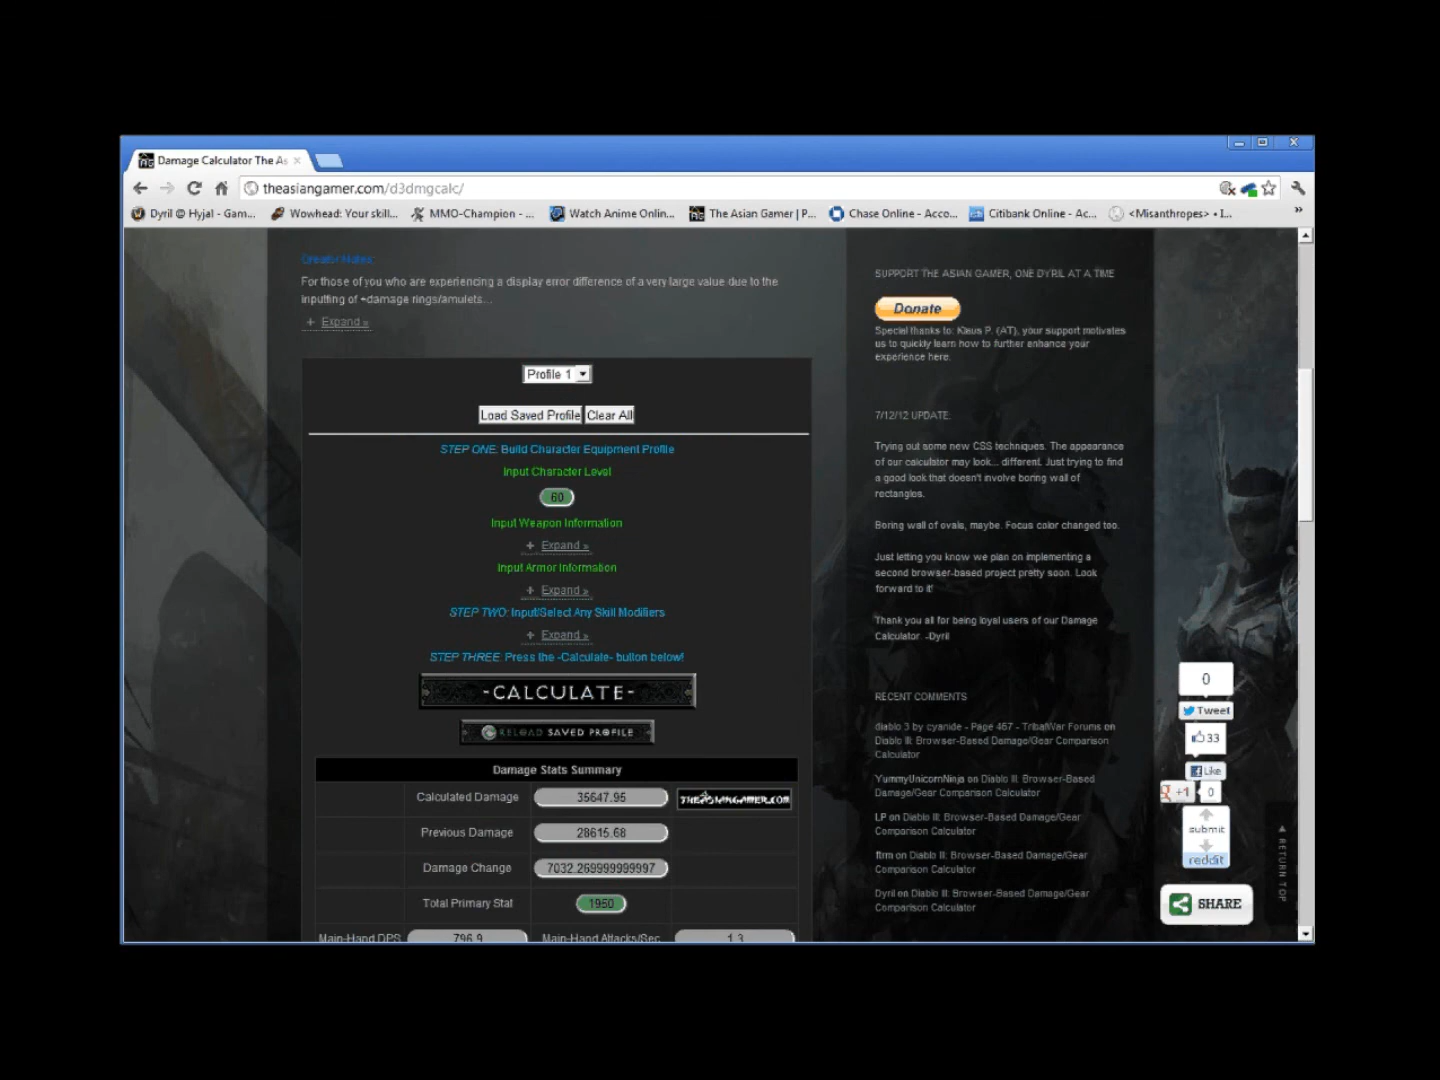 Damage Calculator The As
theasiangamer.com/d3dmgcalc/
Dyril @ Hyjal - Gam...
Wowhead: Your skill...
MMO-Champion - ...
Watch Anime Onlin...
The Asian Gamer | P...
Chase Online - Acco...
Citibank Online - Ac...
<Misanthropes> • I...
»
For those of you who are experiencing a display error difference of a very large value due to the
inputting of +damage rings/amulets...
+ Expand »
Profile 1
Load Saved Profile
Clear All
STEP ONE: Build Character Equipment Profile
Input Character Level
60
Input Weapon Information
+ Expand »
Input Armor Information
+ Expand »
STEP TWO: Input/Select Any Skill Modifiers
+ Expand »
STEP THREE: Press the -Calculate- button below!
-CALCULATE-
RELOAD SAVED PROFILE
Damage Stats Summary
Calculated Damage 35647.95 THEASIANGAMER.COM
Previous Damage 28615.68
Damage Change 7032.269999999997
Total Primary Stat 1950
Main-Hand DPS 796.9 Main-Hand Attacks/Sec 1.3
SUPPORT THE ASIAN GAMER, ONE DYRIL AT A TIME
Donate
Special thanks to: Klaus P. (AT), your support motivates
us to quickly learn how to further enhance your
experience here.
7/12/12 UPDATE:
Trying out some new CSS techniques. The appearance
of our calculator may look... different. Just trying to find
a good look that doesn't involve boring wall of
rectangles.
Boring wall of ovals, maybe. Focus color changed too.
Just letting you know we plan on implementing a
second browser-based project pretty soon. Look
forward to it!
Thank you all for being loyal users of our Damage
Calculator. -Dyril
RECENT COMMENTS
diablo 3 by cyanide - Page 467 - TribalWar Forums on
Diablo III: Browser-Based Damage/Gear Comparison
Calculator
YummyUnicornNinja on Diablo III: Browser-Based
Damage/Gear Comparison Calculator
LP on Diablo III: Browser-Based Damage/Gear
Comparison Calculator
ftrm on Diablo III: Browser-Based Damage/Gear
Comparison Calculator
Dyril on Diablo III: Browser-Based Damage/Gear
Comparison Calculator
0
Tweet
33
Like
+1 0
submit
reddit
SHARE
RETURN TOP